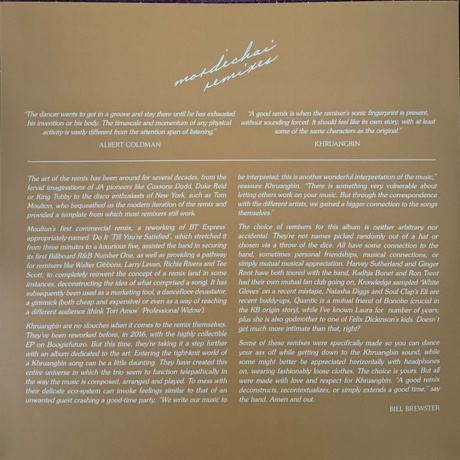 mordechai
remixes
"The dancer wants to get in a groove and stay there until he has exhausted
his invention or his body. The timescale and momentum of any physical
activity is vastly different from the attention span of listening."
ALBERT GOLDMAN
"A good remix is when the remixer's sonic fingerprint is present,
without sounding forced. It should feel like its own story, with at least
some of the same characters as the original."
KHRUANGBIN
The art of the remix has been around for several decades, from the
fervid imaginations of JA pioneers like Coxsone Dodd, Duke Reid
or King Tubby to the disco enthusiasts of New York, such as Tom
Moulton, who bequeathed us the modern iteration of the remix and
provided a template from which most remixers still work.
Moulton's first commercial remix, a reworking of BT Express'
appropriately-named 'Do It 'Till You're Satisfied', which stretched it
from three minutes to a luxurious five, assisted the band in securing
its first Billboard R&B Number One, as well as providing a pathway
for remixers like Walter Gibbons, Larry Levan, Richie Rivera and Tee
Scott, to completely reinvent the concept of a remix (and in some
instances, deconstructing the idea of what comprised a song). It has
subsequently been used as a marketing tool, a dancefloor-devastator,
a gimmick (both cheap and expensive) or even as a way of reaching
a different audience (think Tori Amos' 'Professional Widow').
Khruangbin are no slouches when it comes to the remix themselves.
They've been reworked before, in 2016, with the highly collectible
EP on Boogiefuturo. But this time, they're taking it a step further
with an album dedicated to the art. Entering the tight-knit world of
a Khruangbin song can be a little daunting. They have created this
entire universe in which the trio seem to function telepathically in
the way the music is composed, arranged and played. To mess with
their delicate eco-system can invoke feelings similar to that of an
unwanted guest crashing a good-time party. "We write our music to
be interpreted; this is another wonderful interpretation of the music,"
reassure Khruangbin. "There is something very vulnerable about
letting others work on your music. But through the correspondence
with the different artists, we gained a bigger connection to the songs
themselves."
The choice of remixers for this album is neither arbitrary nor
accidental. They're not names picked randomly out of a hat or
chosen via a throw of the dice. All have some connection to the
band, sometimes personal friendships, musical connections, or
simply mutual musical appreciation. Harvey Sutherland and Ginger
Root have both toured with the band, Kadhja Bonet and Ron Trent
had their own mutual fan club going on, Knxwledge sampled 'White
Gloves' on a recent mixtape, Natasha Diggs and Soul Clap's Eli are
recent buddy-ups, Quantic is a mutual friend of Bonobo (crucial in
the KB origin story), while I've known Laura for number of years;
plus she is also godmother to one of Felix Dickinson's kids. Doesn't
get much more intimate than that, right?
Some of these remixes were specifically made so you can dance
your ass off while getting down to the Khruangbin sound, while
some might better be appreciated horizontally with headphones
on, wearing fashionably loose clothes. The choice is yours. But all
were made with love and respect for Khruangbin. "A good remix
deconstructs, recontextualizes, or simply extends a good time," say
the band. Amen and out.
BILL BREWSTER